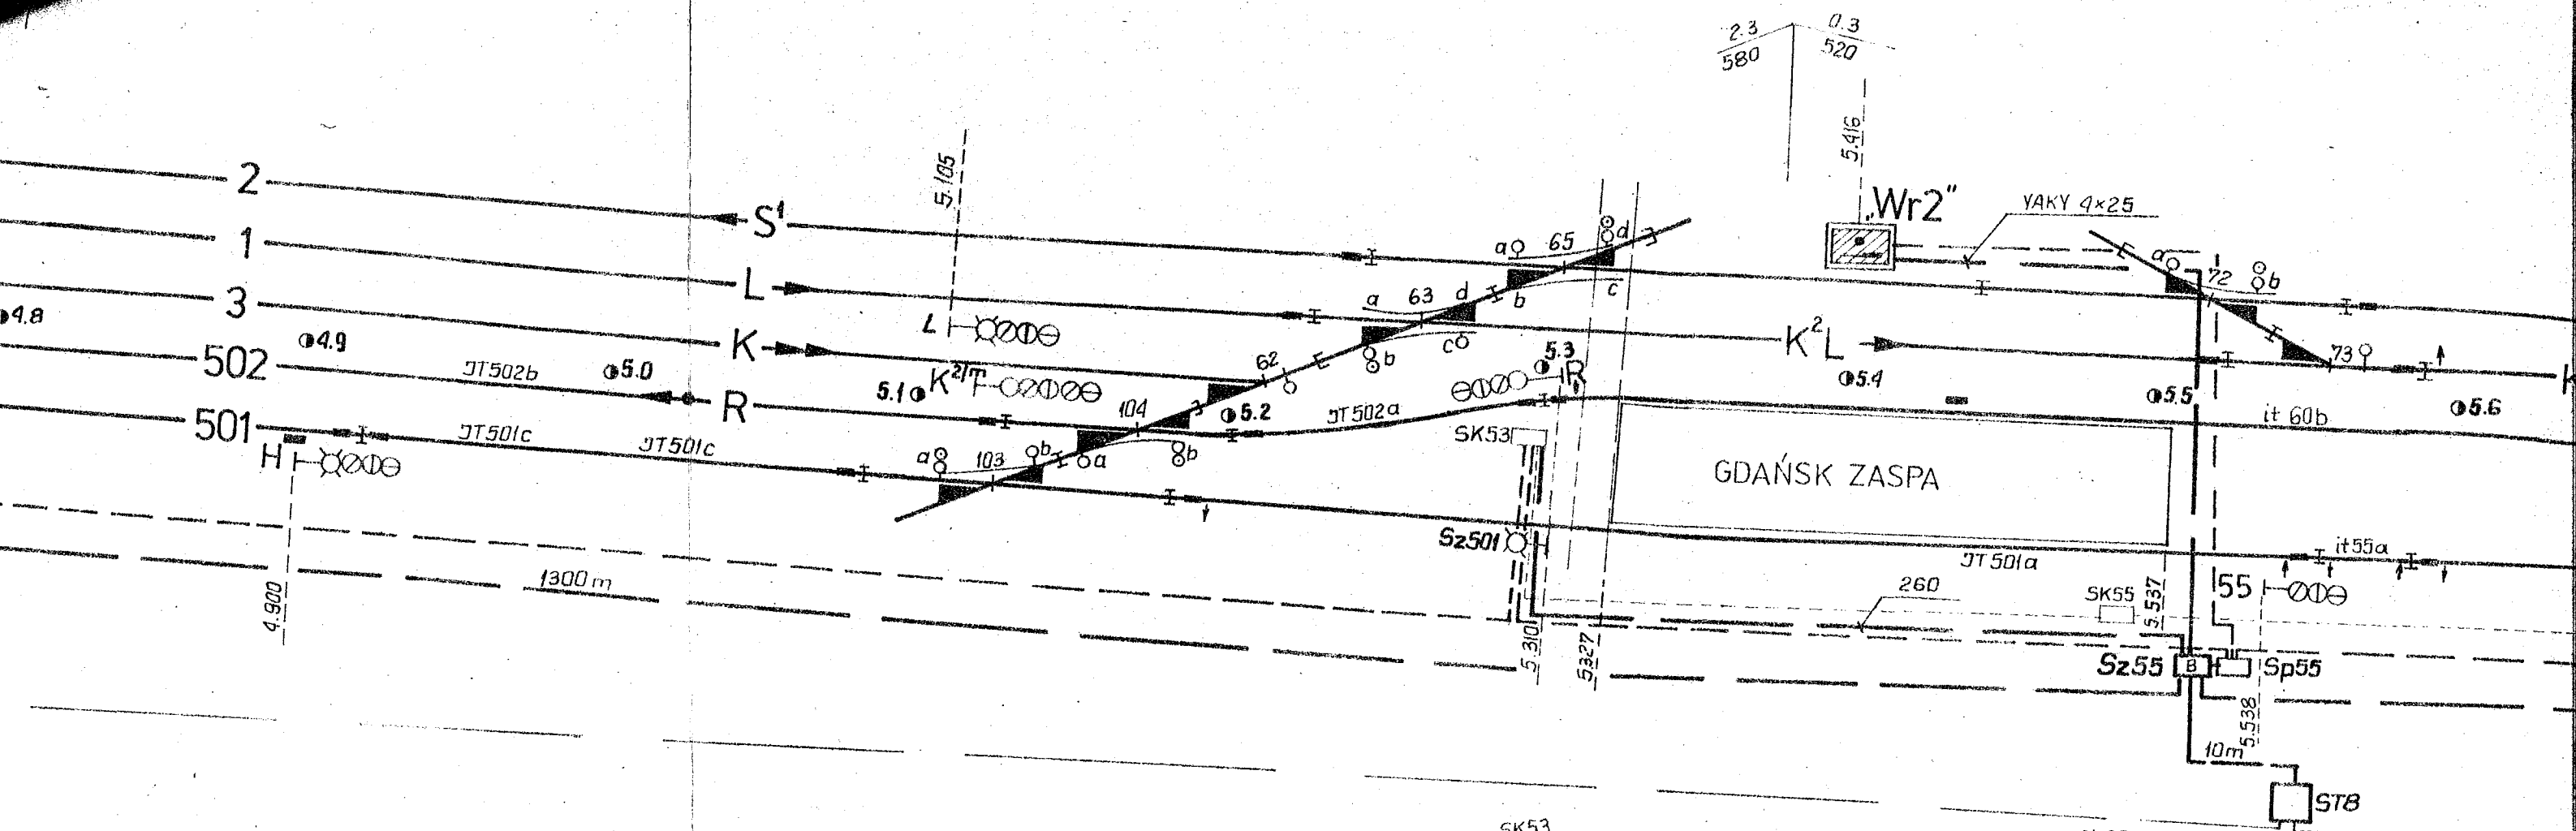 2.3
580
0.3
520
5.416
5.105
„Wr2"
YAKY 4×25
2
S¹
a
65
d
b
c
a
72
b
1
L
a
63
d
b
c
K²L
73
3
K
L
62
5.3
R
5.4
5.5
5.6
4.8
4.9
5.0
5.1
K²/T
5.2
502
JT502b
R
104
a
b
JT502a
it 60b
501
JT501c
JT501c
H
a
103
b
SK53
GDAŃSK ZASPA
Sz501
JT501a
it55a
1300m
4.900
260
SK55
5.537
55
5.310
5.327
Sz55
B
Sp55
5.538
10m
ST8
SK53